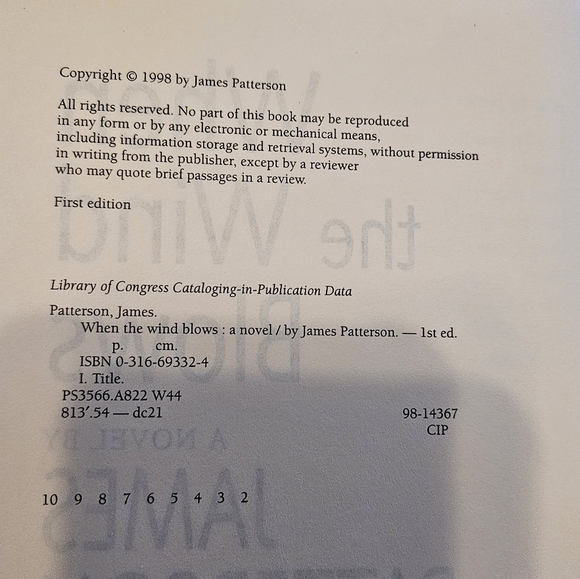 Copyright © 1998 by James Patterson
All rights reserved. No part of this book may be reproduced
in any form or by any electronic or mechanical means,
including information storage and retrieval systems, without permission
in writing from the publisher, except by a reviewer
who may quote brief passages in a review.
First edition
Library of Congress Cataloging-in-Publication Data
Patterson, James.
When the wind blows : a novel / by James Patterson. — 1st ed.
p. cm.
ISBN 0-316-69332-4
I. Title.
PS3566.A822 W44
813′.54 — dc21 98-14367
CIP
10 9 8 7 6 5 4 3 2